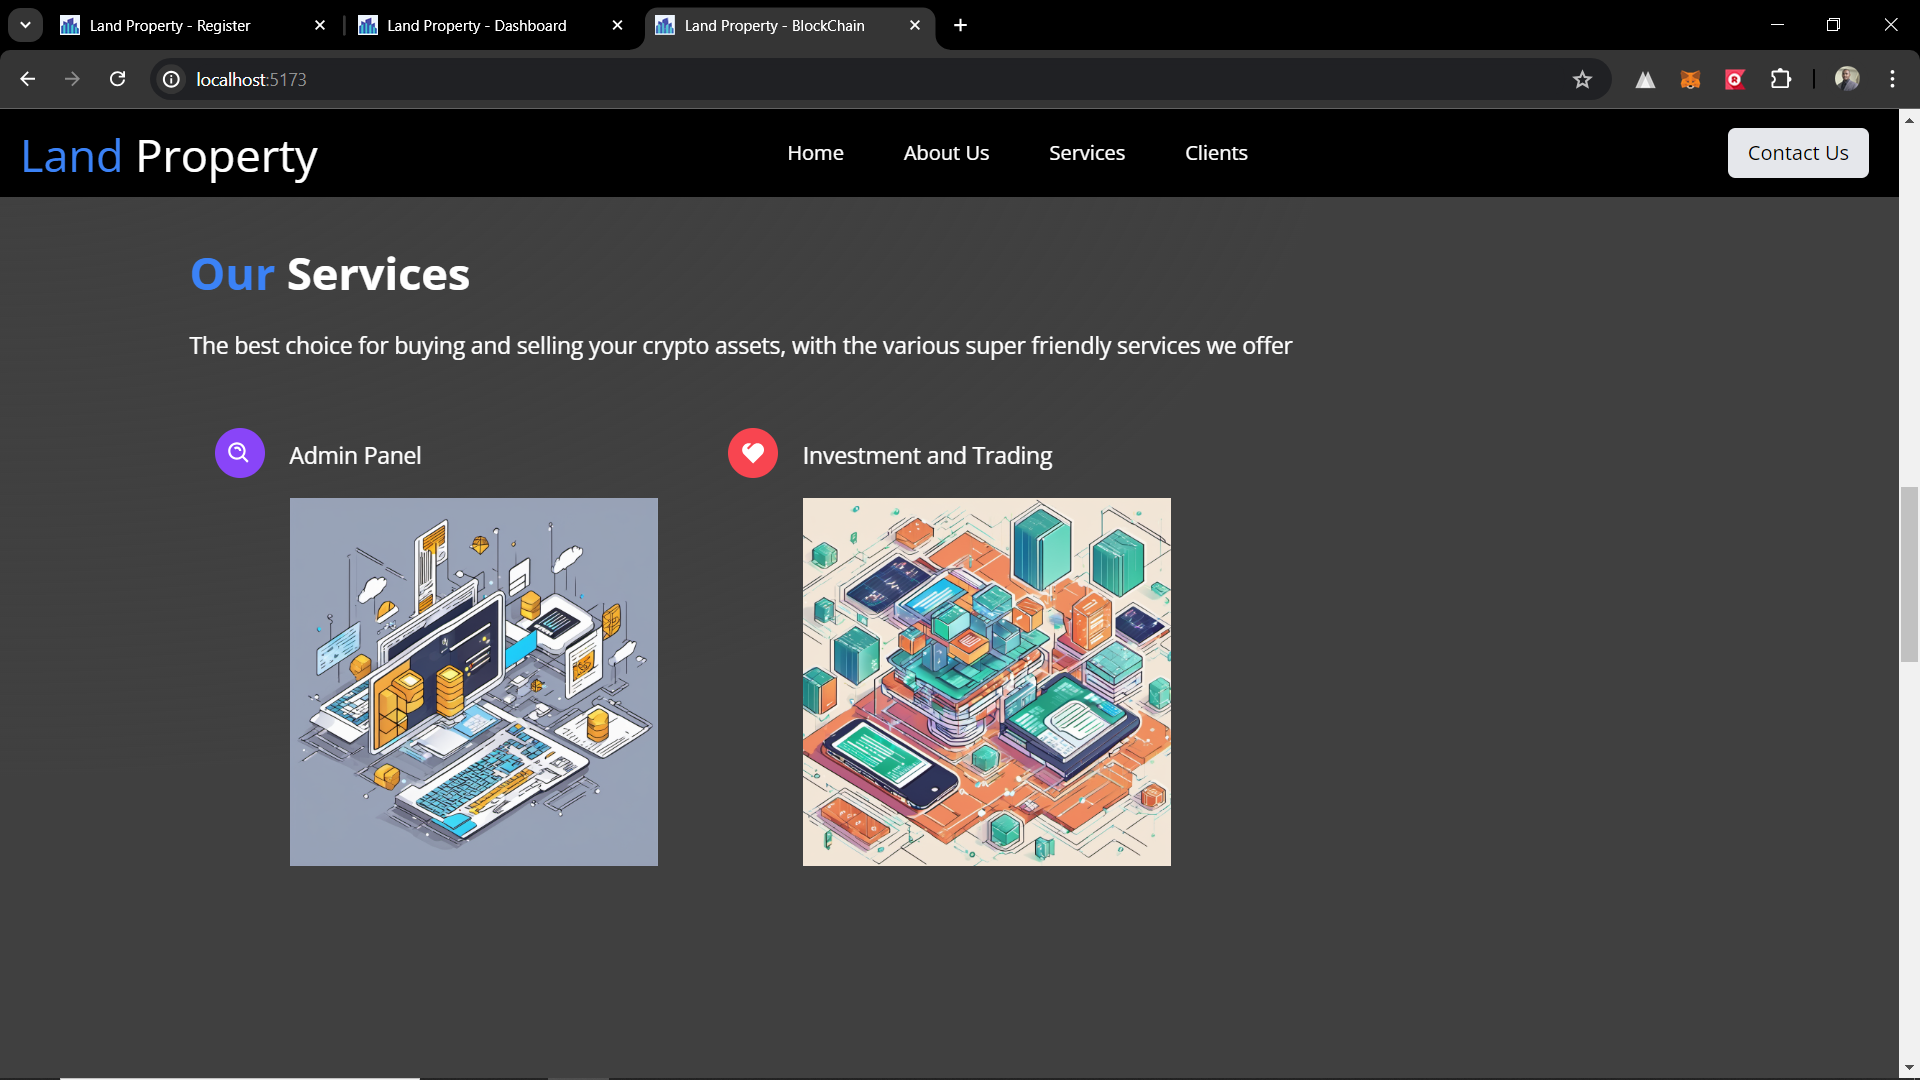 Land Property - Register
Land Property - Dashboard
Land Property - BlockChain
localhost:5173
Land Property
Home
About Us
Services
Clients
Contact Us
Our Services
The best choice for buying and selling your crypto assets, with the various super friendly services we offer
Admin Panel
Investment and Trading